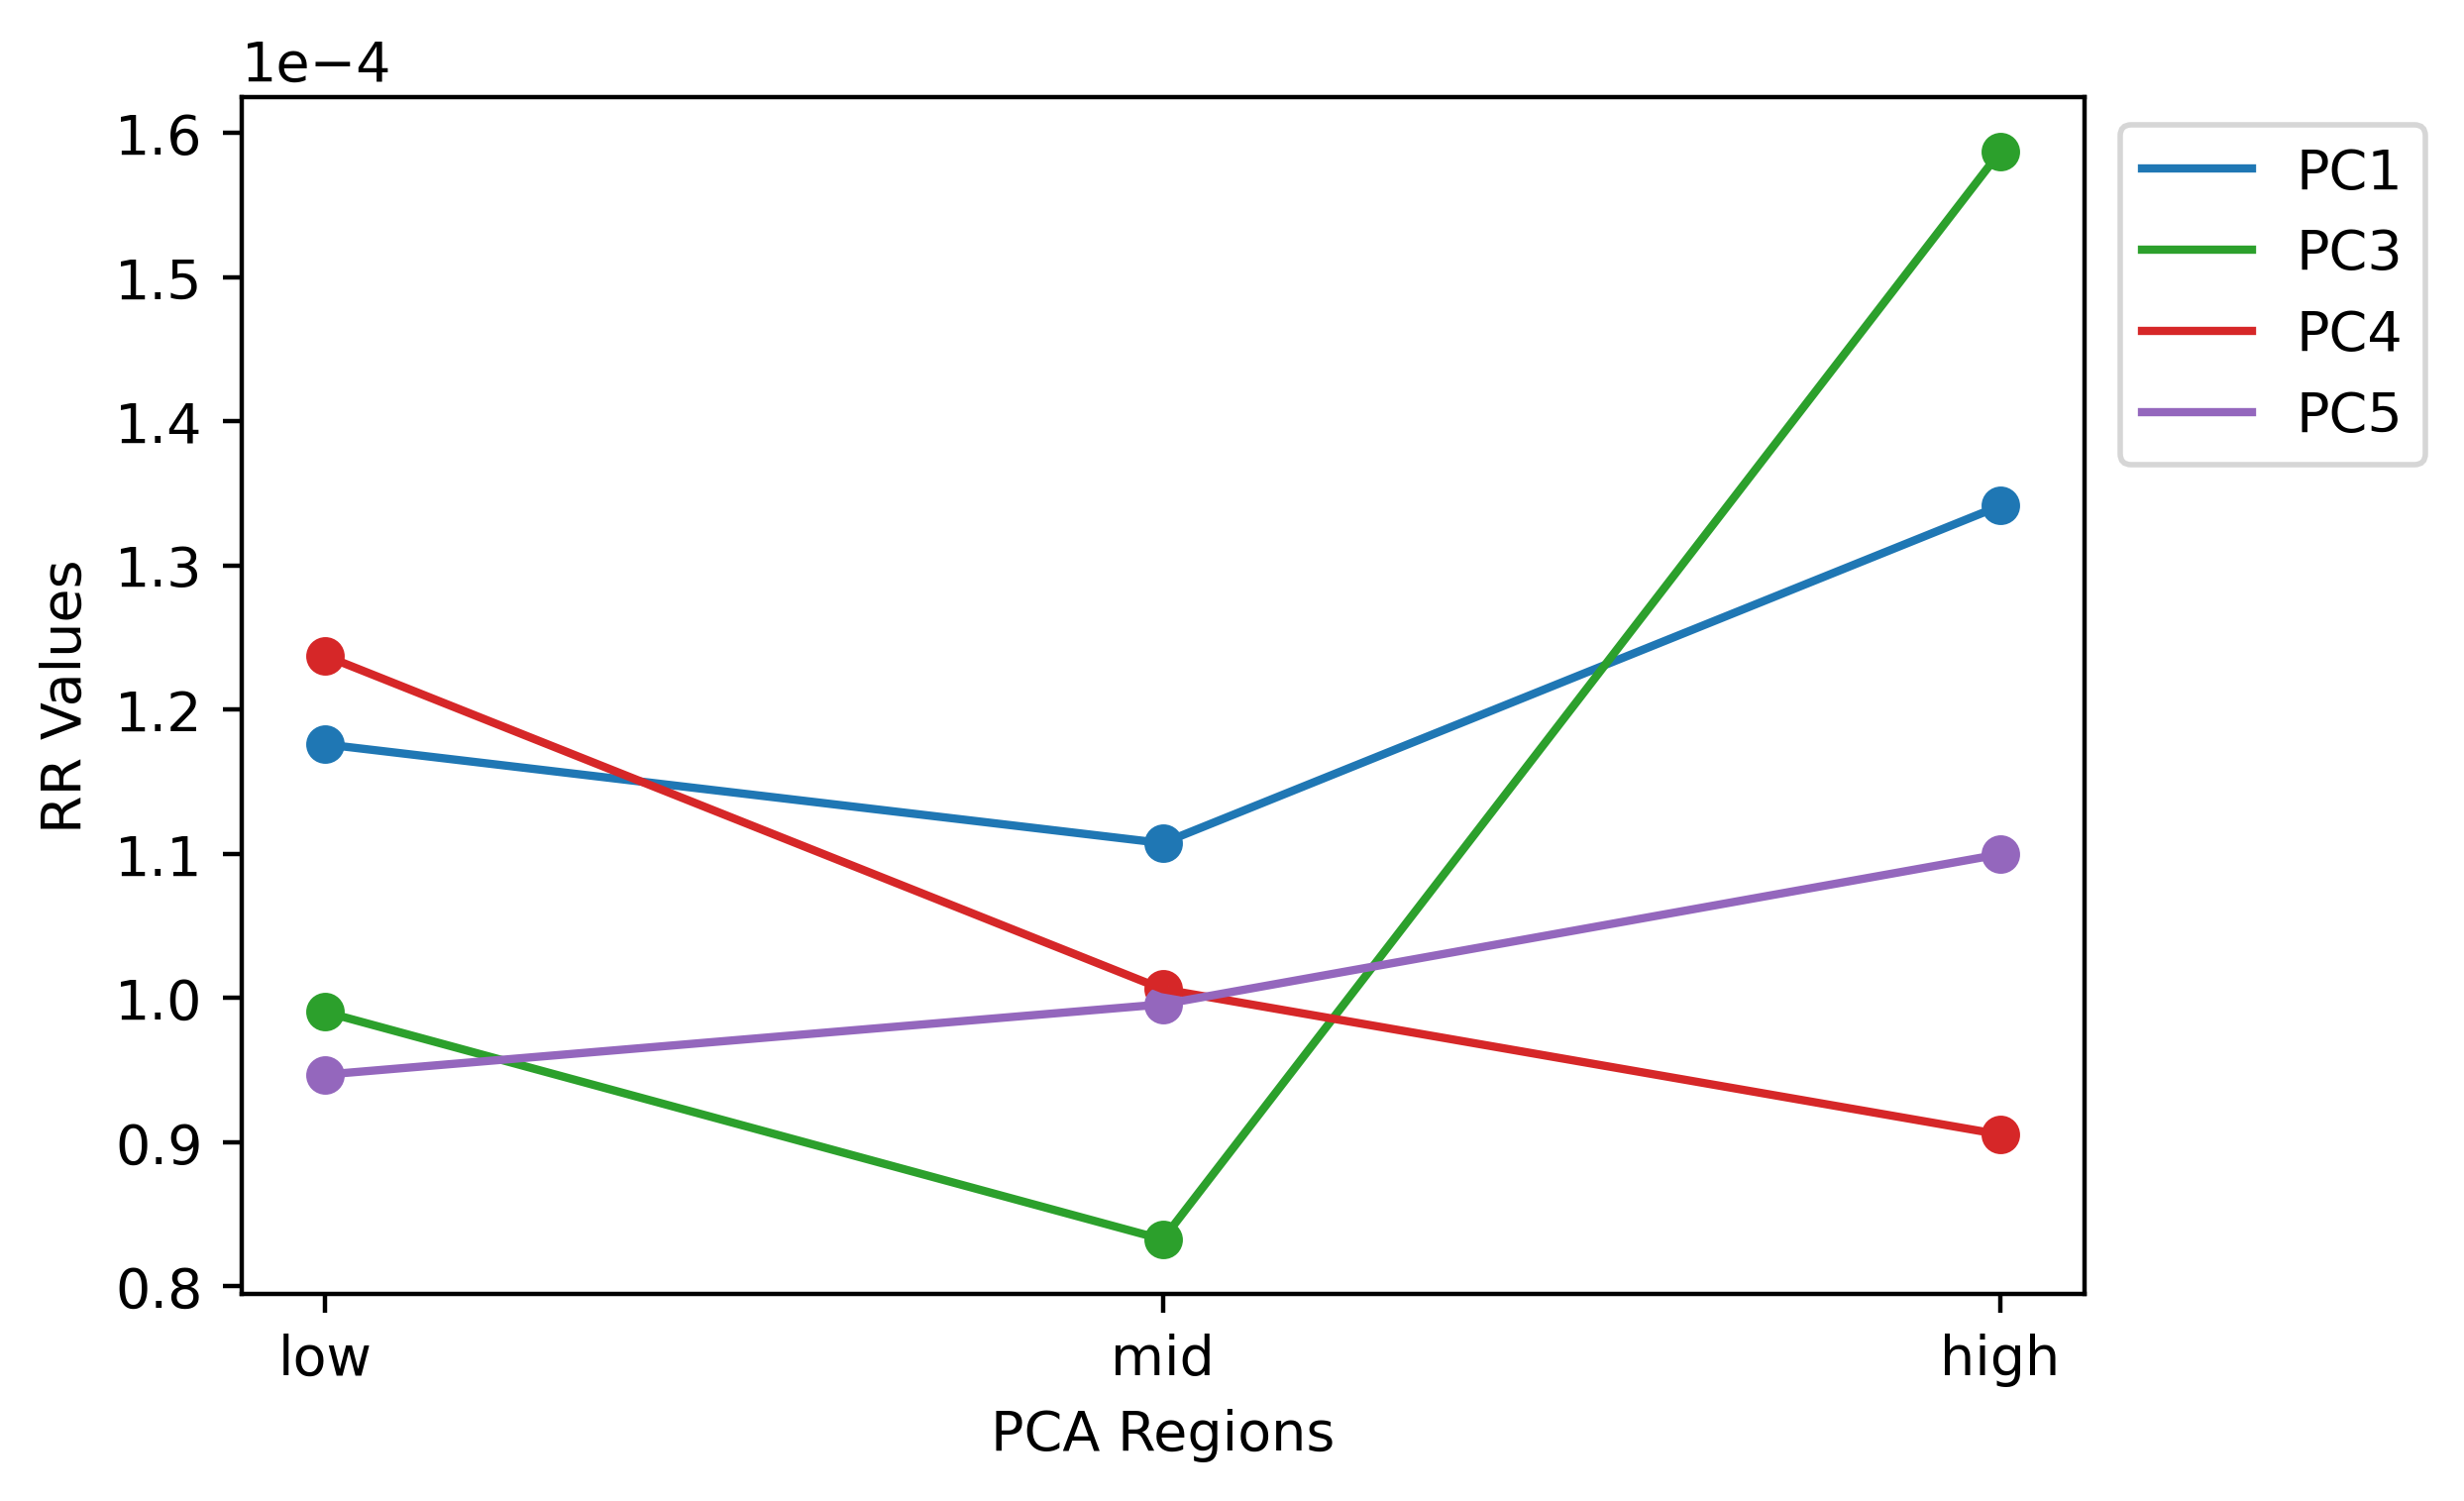 1e−4
1.6
1.5
1.4
1.3
1.2
1.1
1.0
0.9
0.8
RR Values
low mid high
PCA Regions
PC1
PC3
PC4
PC5